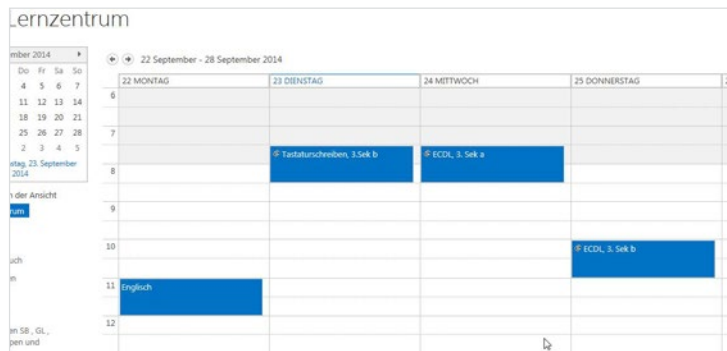 Lernzentrum
ember 2014
Do Fr Sa So
4 5 6 7
11 12 13 14
18 19 20 21
25 26 27 28
2 3 4 5
stag, 23. September
2014
n der Ansicht
rum
uch
en
en SB , GL ,
pen und
22 September - 28 September 2014
22 MONTAG
23 DIENSTAG
24 MITTWOCH
25 DONNERSTAG
6
7
Tastaturschreiben, 3.Sek b
ECDL, 3. Sek a
8
9
10
ECDL, 3. Sek b
11
Englisch
12